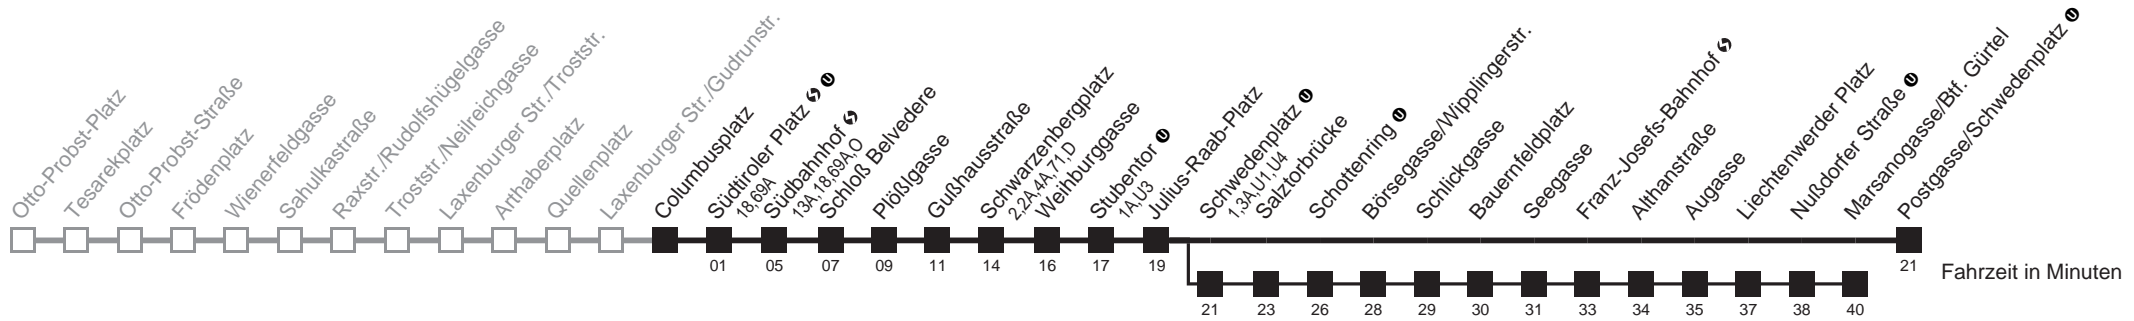 Otto-Probst-Platz
Tesarekplatz
Otto-Probst-Straße
Frödenplatz
Wienerfeldgasse
Sahulkastraße
Raxstr./Rudolfshügelgasse
Troststr./Neilreichgasse
Laxenburger Str./Troststr.
Arthaberplatz
Quellenplatz
Laxenburger Str./Gudrunstr.
Columbusplatz
Südtiroler Platz S U
18,69A
Südbahnhof S
13A,18,69A,O
Schloß Belvedere
Plößlgasse
Gußhausstraße
Schwarzenbergplatz
2,2A,4A,71,D
Weihburggasse
Stubentor U
1A,U3
Julius-Raab-Platz
Schwedenplatz U
1,3A,U1,U4
Salztorbrücke
Schottenring U
Börsegasse/Wipplingerstr.
Schlickgasse
Bauernfeldplatz
Seegasse
Franz-Josefs-Bahnhof S
Althanstraße
Augasse
Liechtenwerder Platz
Nußdorfer Straße U
Marsanogasse/Btf. Gürtel
Postgasse/Schwedenplatz U
01 05 07 09 11 14 16 17 19 21
Fahrzeit in Minuten
21 23 26 28 29 30 31 33 34 35 37 38 40